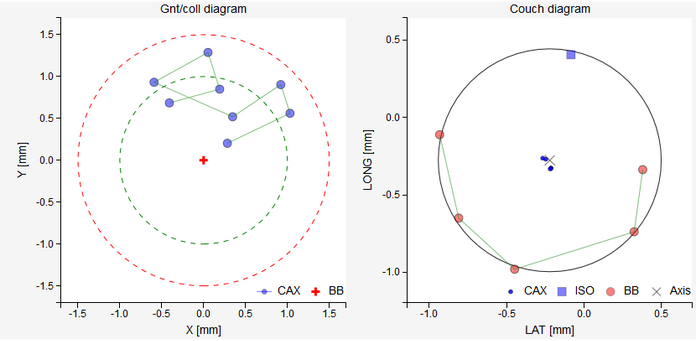 Gnt/coll diagram
1.5
1.0
0.5
0.0
-0.5
-1.0
-1.5
Y [mm]
-1.5 -1.0 -0.5 0.0 0.5 1.0 1.5
X [mm]
CAX BB
Couch diagram
0.5
0.0
-0.5
-1.0
LONG [mm]
-1.0 -0.5 0.0 0.5
LAT [mm]
CAX ISO BB Axis